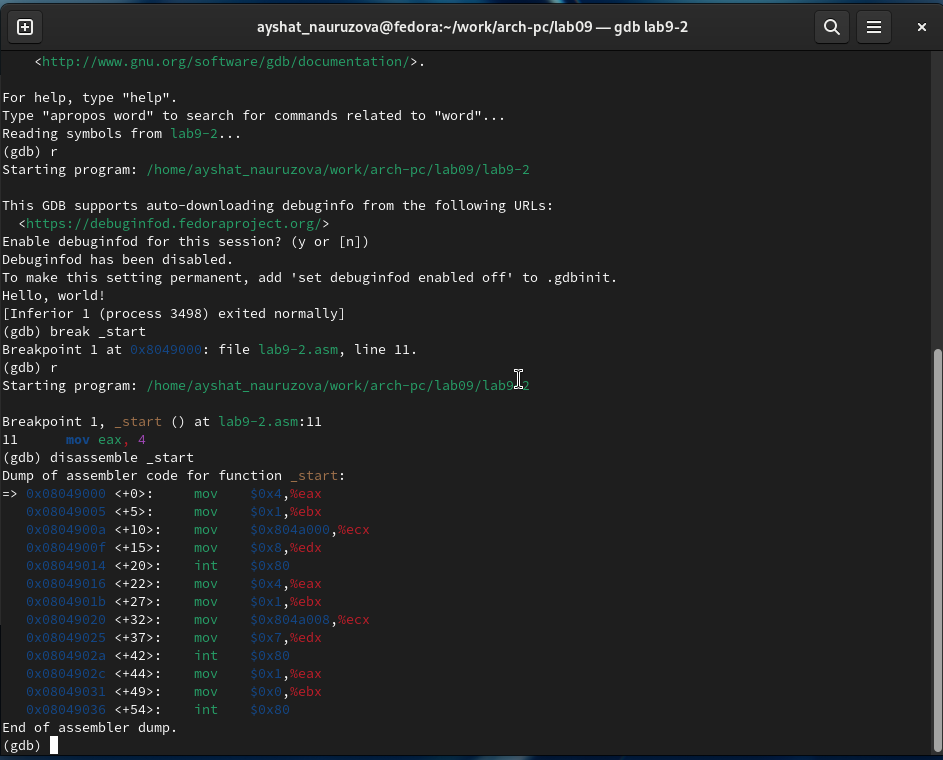 ayshat_nauruzova@fedora:~/work/arch-pc/lab09 — gdb lab9-2
<http://www.gnu.org/software/gdb/documentation/>.
For help, type "help".
Type "apropos word" to search for commands related to "word"...
Reading symbols from lab9-2...
(gdb) r
Starting program: /home/ayshat_nauruzova/work/arch-pc/lab09/lab9-2
This GDB supports auto-downloading debuginfo from the following URLs:
<https://debuginfod.fedoraproject.org/>
Enable debuginfod for this session? (y or [n])
Debuginfod has been disabled.
To make this setting permanent, add 'set debuginfod enabled off' to .gdbinit.
Hello, world!
[Inferior 1 (process 3498) exited normally]
(gdb) break _start
Breakpoint 1 at 0x8049000: file lab9-2.asm, line 11.
(gdb) r
Starting program: /home/ayshat_nauruzova/work/arch-pc/lab09/lab9-2
Breakpoint 1, _start () at lab9-2.asm:11
11 mov eax, 4
(gdb) disassemble _start
Dump of assembler code for function _start:
=> 0x08049000 <+0>: mov $0x4,%eax
0x08049005 <+5>: mov $0x1,%ebx
0x0804900a <+10>: mov $0x804a000,%ecx
0x0804900f <+15>: mov $0x8,%edx
0x08049014 <+20>: int $0x80
0x08049016 <+22>: mov $0x4,%eax
0x0804901b <+27>: mov $0x1,%ebx
0x08049020 <+32>: mov $0x804a008,%ecx
0x08049025 <+37>: mov $0x7,%edx
0x0804902a <+42>: int $0x80
0x0804902c <+44>: mov $0x1,%eax
0x08049031 <+49>: mov $0x0,%ebx
0x08049036 <+54>: int $0x80
End of assembler dump.
(gdb)